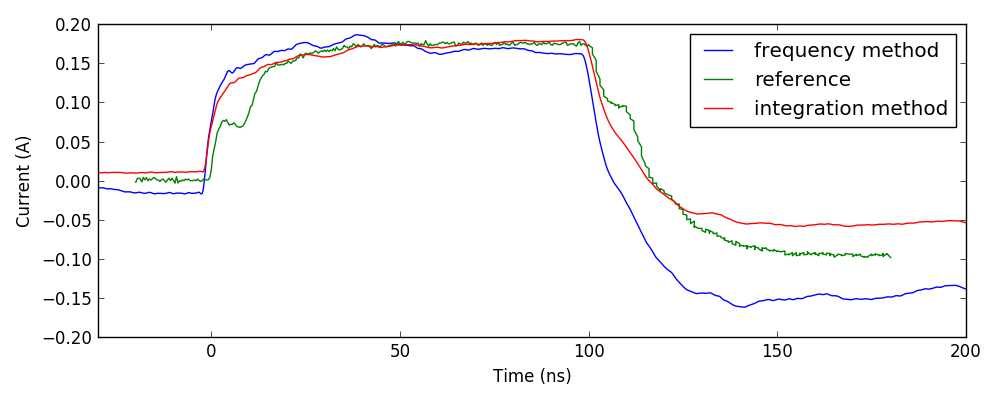 0.20
0.15
0.10
0.05
0.00
−0.05
−0.10
−0.15
−0.20
Current (A)
0
50
100
150
200
Time (ns)
frequency method
reference
integration method